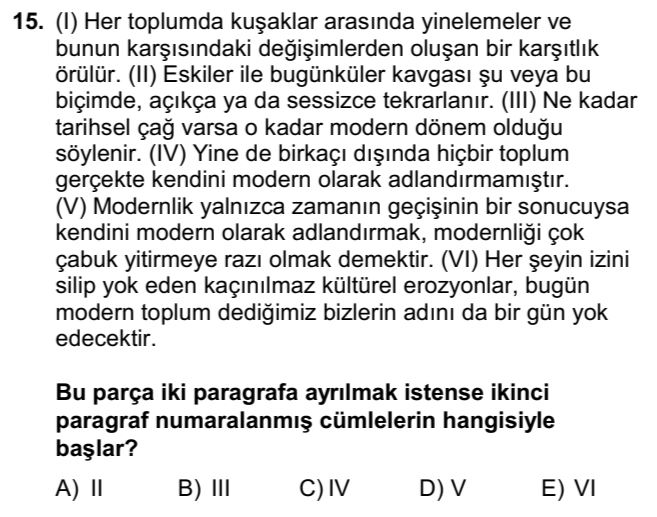 15. (I) Her toplumda kuşaklar arasında yinelemeler ve
bunun karşısındaki değişimlerden oluşan bir karşıtlık
örülür. (II) Eskiler ile bugünküler kavgası şu veya bu
biçimde, açıkça ya da sessizce tekrarlanır. (III) Ne kadar
tarihsel çağ varsa o kadar modern dönem olduğu
söylenir. (IV) Yine de birkaçı dışında hiçbir toplum
gerçekte kendini modern olarak adlandırmamıştır.
(V) Modernlik yalnızca zamanın geçişinin bir sonucuysa
kendini modern olarak adlandırmak, modernliği çok
çabuk yitirmeye razı olmak demektir. (VI) Her şeyin izini
silip yok eden kaçınılmaz kültürel erozyonlar, bugün
modern toplum dediğimiz bizlerin adını da bir gün yok
edecektir.
Bu parça iki paragrafa ayrılmak istense ikinci
paragraf numaralanmış cümlelerin hangisiyle
başlar?
A) II B) III C) IV D) V E) VI